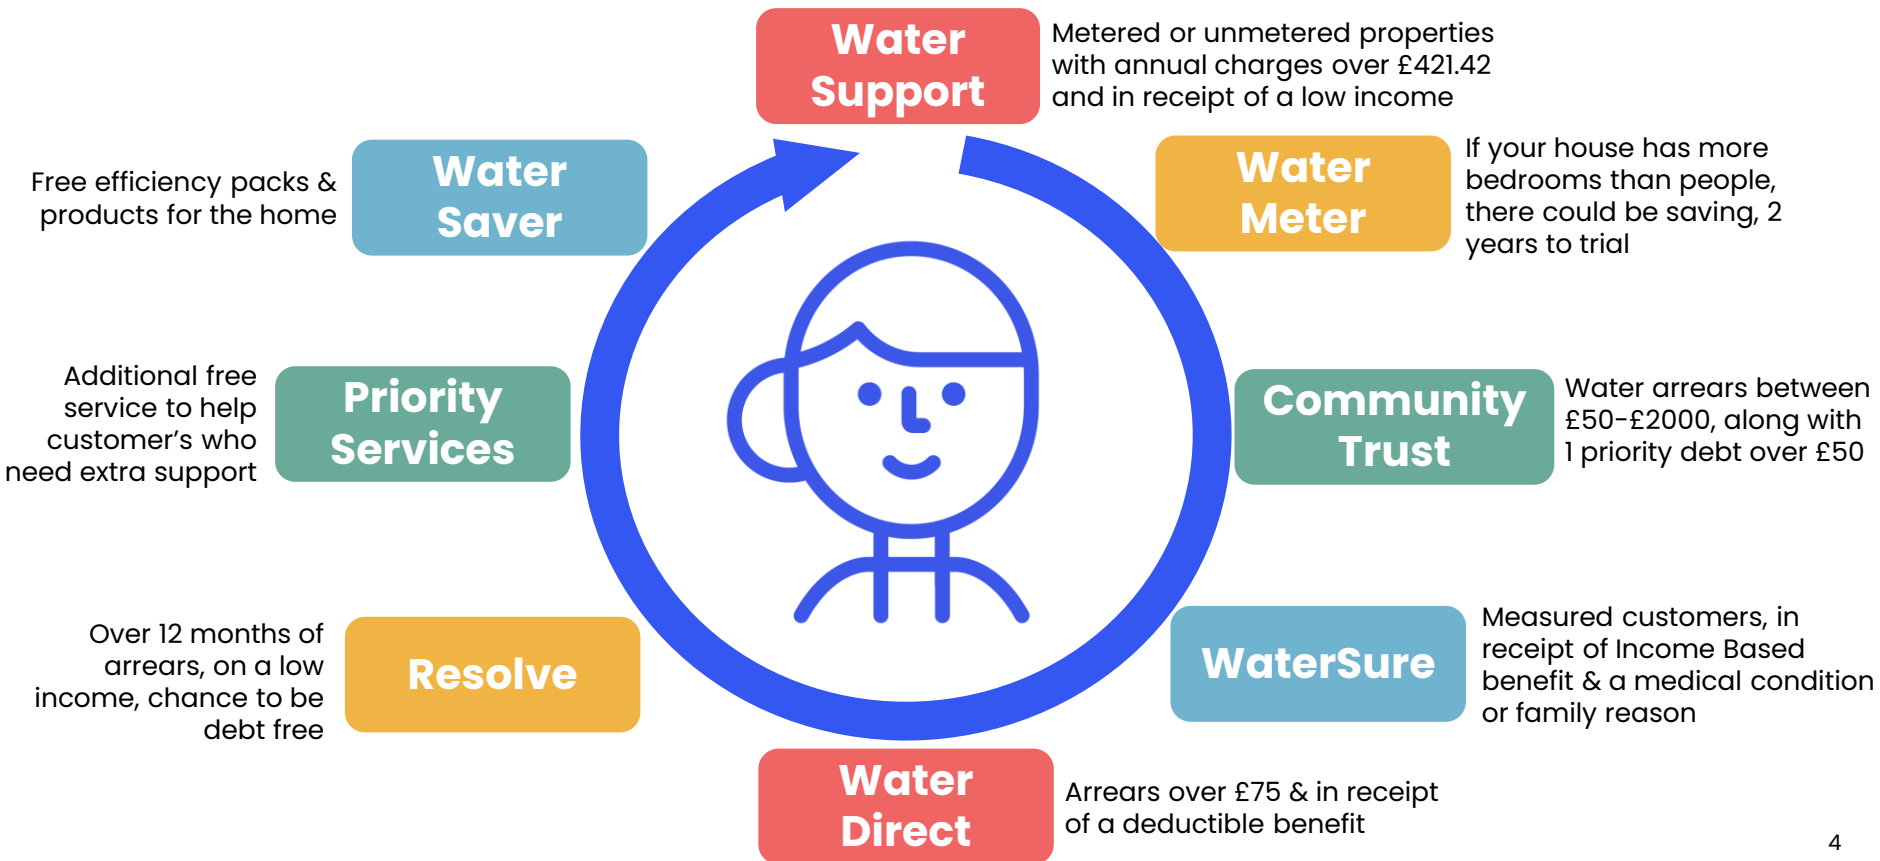 Water
Support
Metered or unmetered properties
with annual charges over £421.42
and in receipt of a low income
Water
Meter
If your house has more
bedrooms than people,
there could be saving, 2
years to trial
Community
Trust
Water arrears between
£50-£2000, along with
1 priority debt over £50
WaterSure
Measured customers, in
receipt of Income Based
benefit & a medical condition
or family reason
Water
Direct
Arrears over £75 & in receipt
of a deductible benefit
Resolve
Over 12 months of
arrears, on a low
income, chance to be
debt free
Priority
Services
Additional free
service to help
customer’s who
need extra support
Water
Saver
Free efficiency packs &
products for the home
4